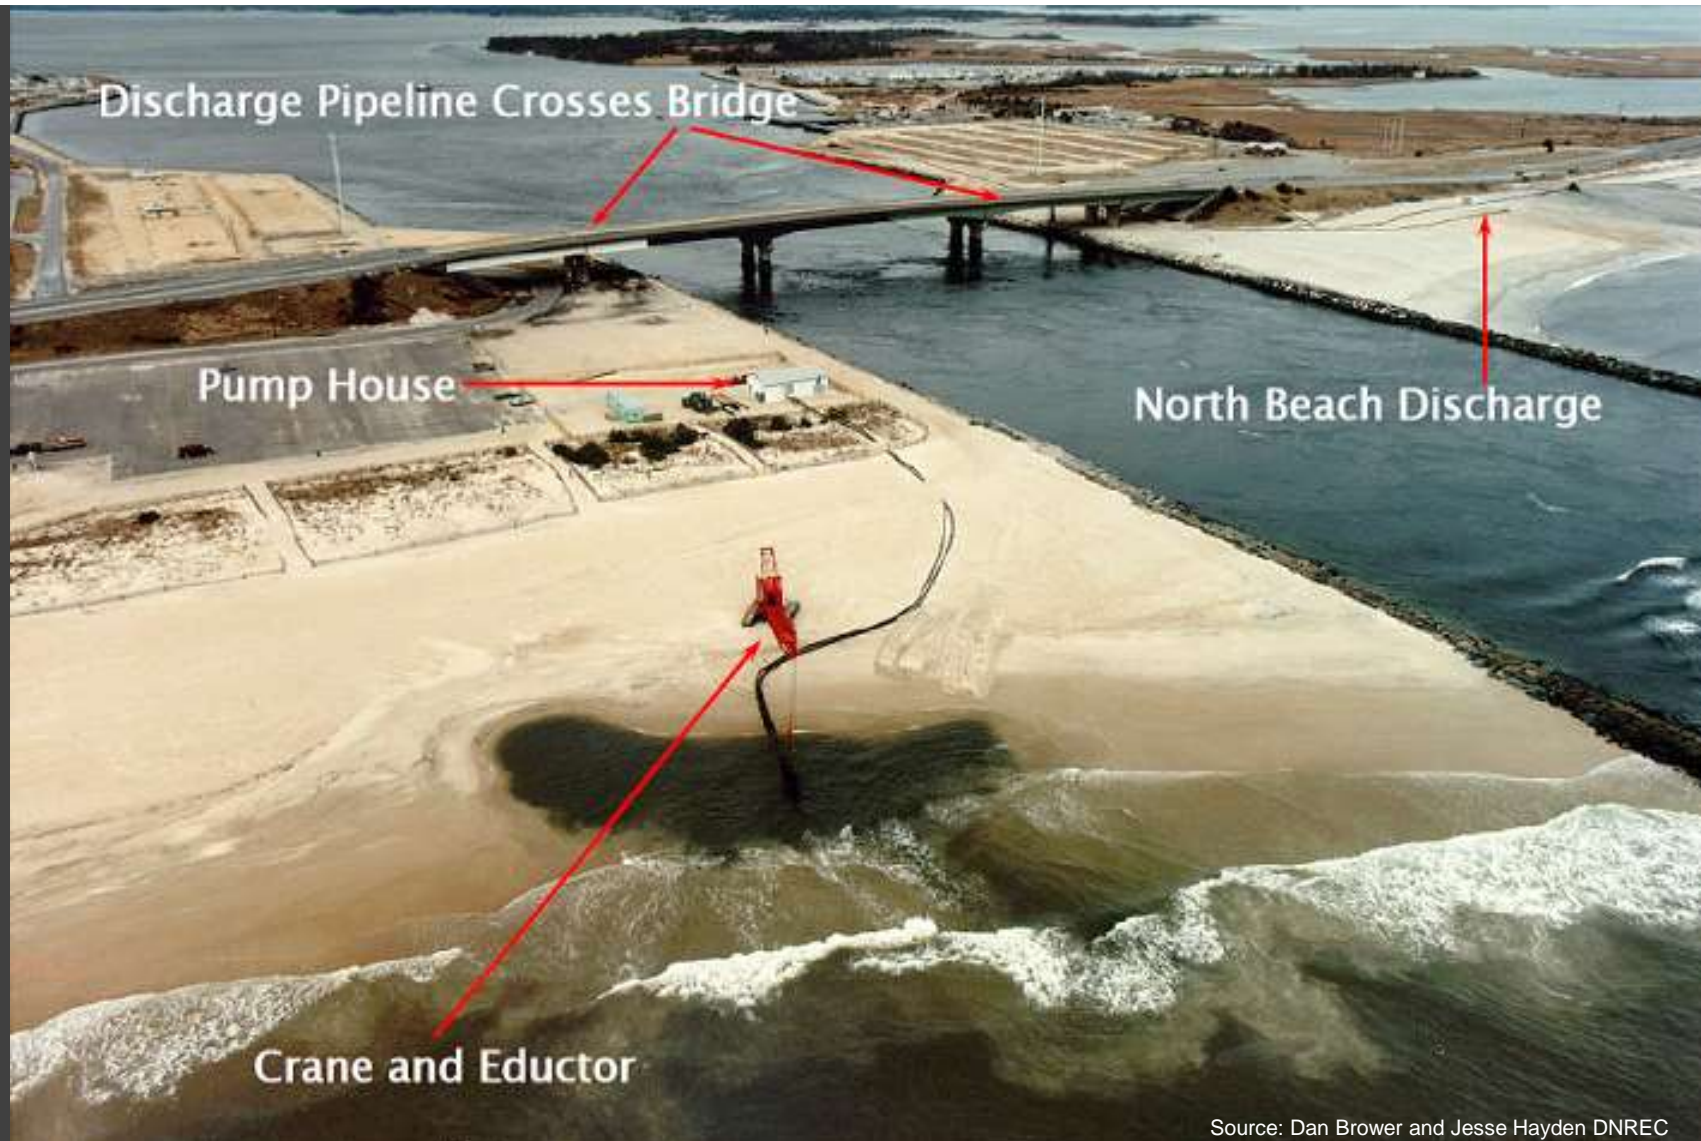 Discharge Pipeline Crosses Bridge
Pump House
North Beach Discharge
Crane and Eductor
Source: Dan Brower and Jesse Hayden DNREC